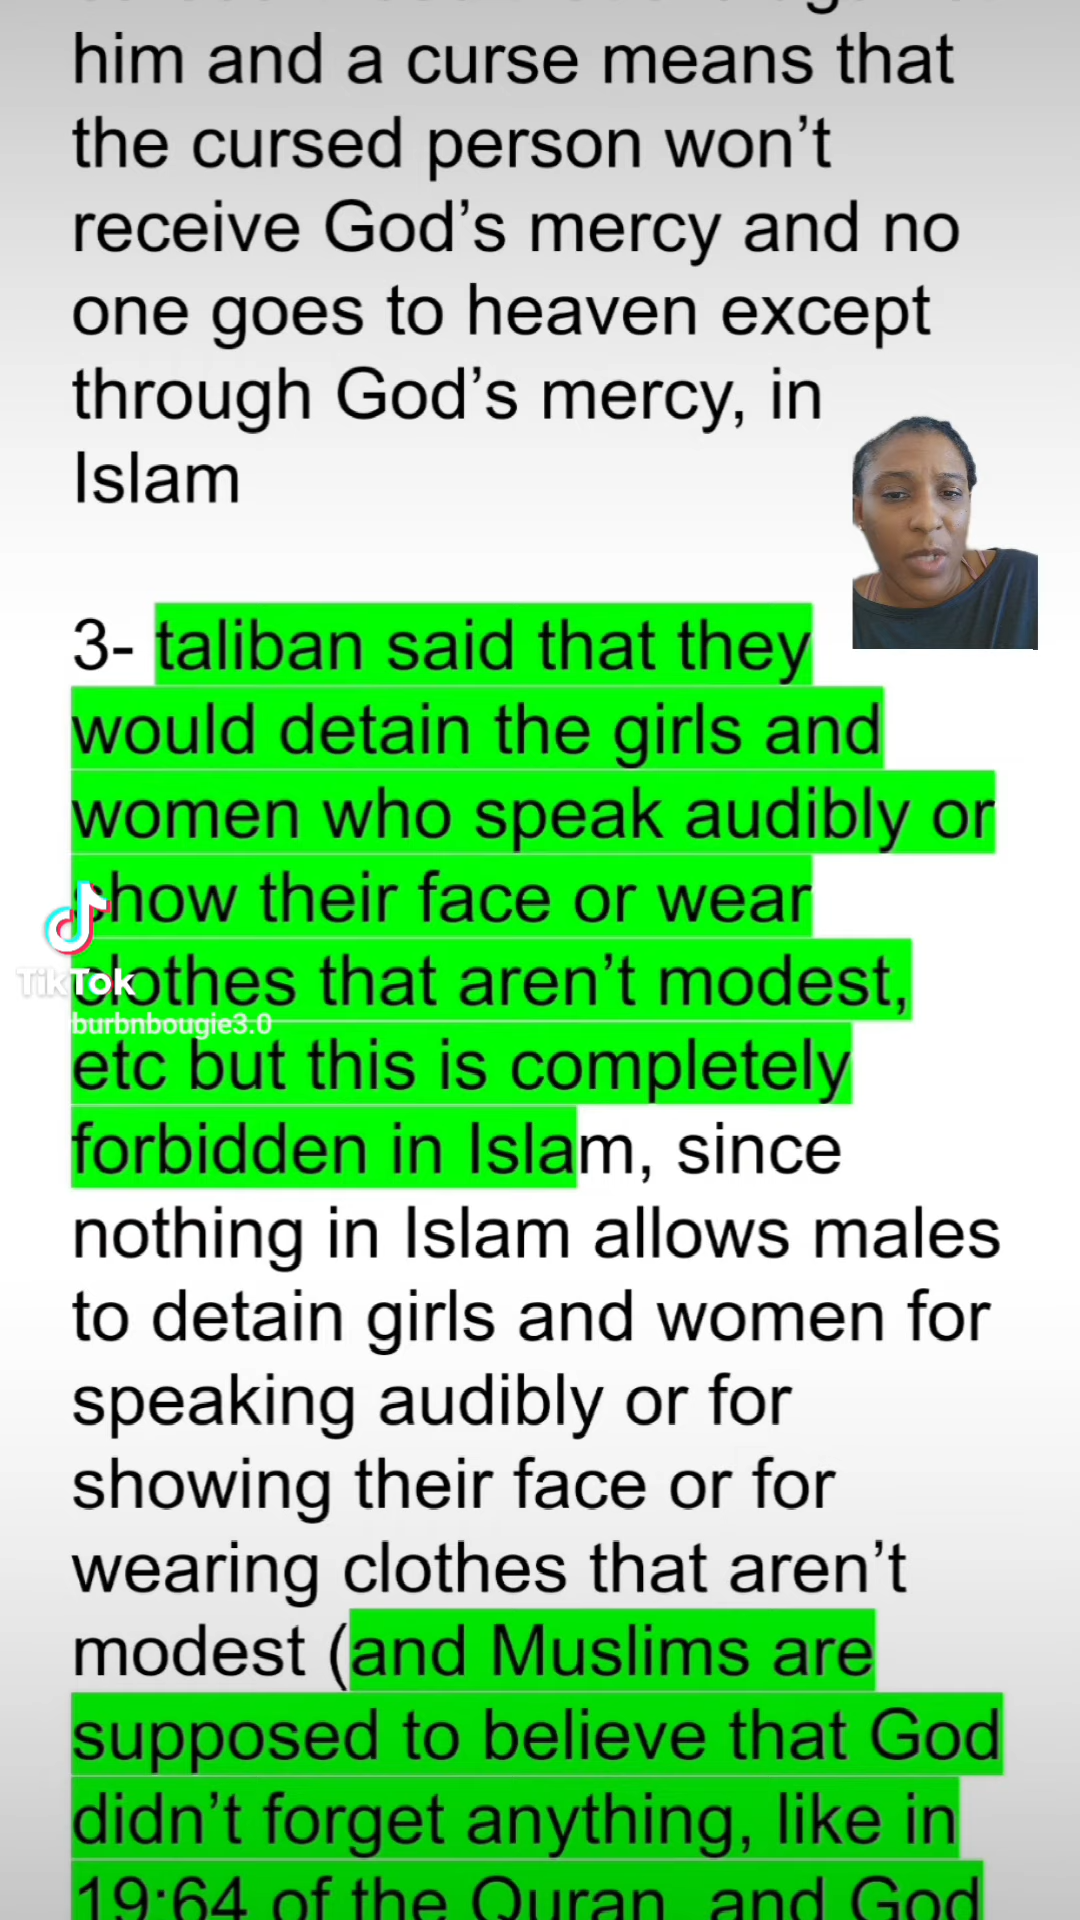 him and a curse means that
the cursed person won't
receive God's mercy and no
one goes to heaven except
through God's mercy, in
Islam
3- taliban said that they
would detain the girls and
women who speak audibly or
show their face or wear
clothes that aren't modest,
etc but this is completely
forbidden in Islam, since
nothing in Islam allows males
to detain girls and women for
speaking audibly or for
showing their face or for
wearing clothes that aren't
modest (and Muslims are
supposed to believe that God
didn't forget anything, like in
19:64 of the Quran, and God
TikTok
burbnbougie3.0